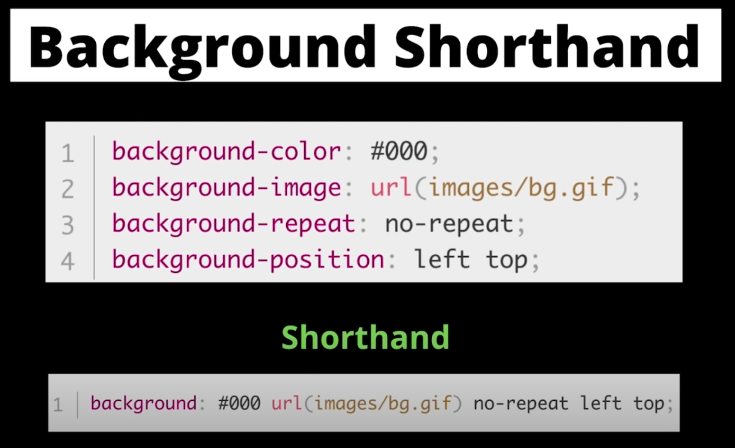 Background Shorthand
1 background-color: #000;
2 background-image: url(images/bg.gif);
3 background-repeat: no-repeat;
4 background-position: left top;
Shorthand
1 background: #000 url(images/bg.gif) no-repeat left top;